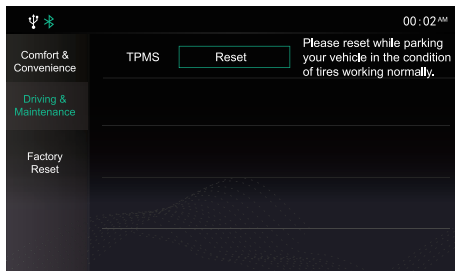 00:02 AM
Comfort &
Convenience
TPMS
Reset
Please reset while parking
your vehicle in the condition
of tires working normally.
Driving &
Maintenance
Factory
Reset